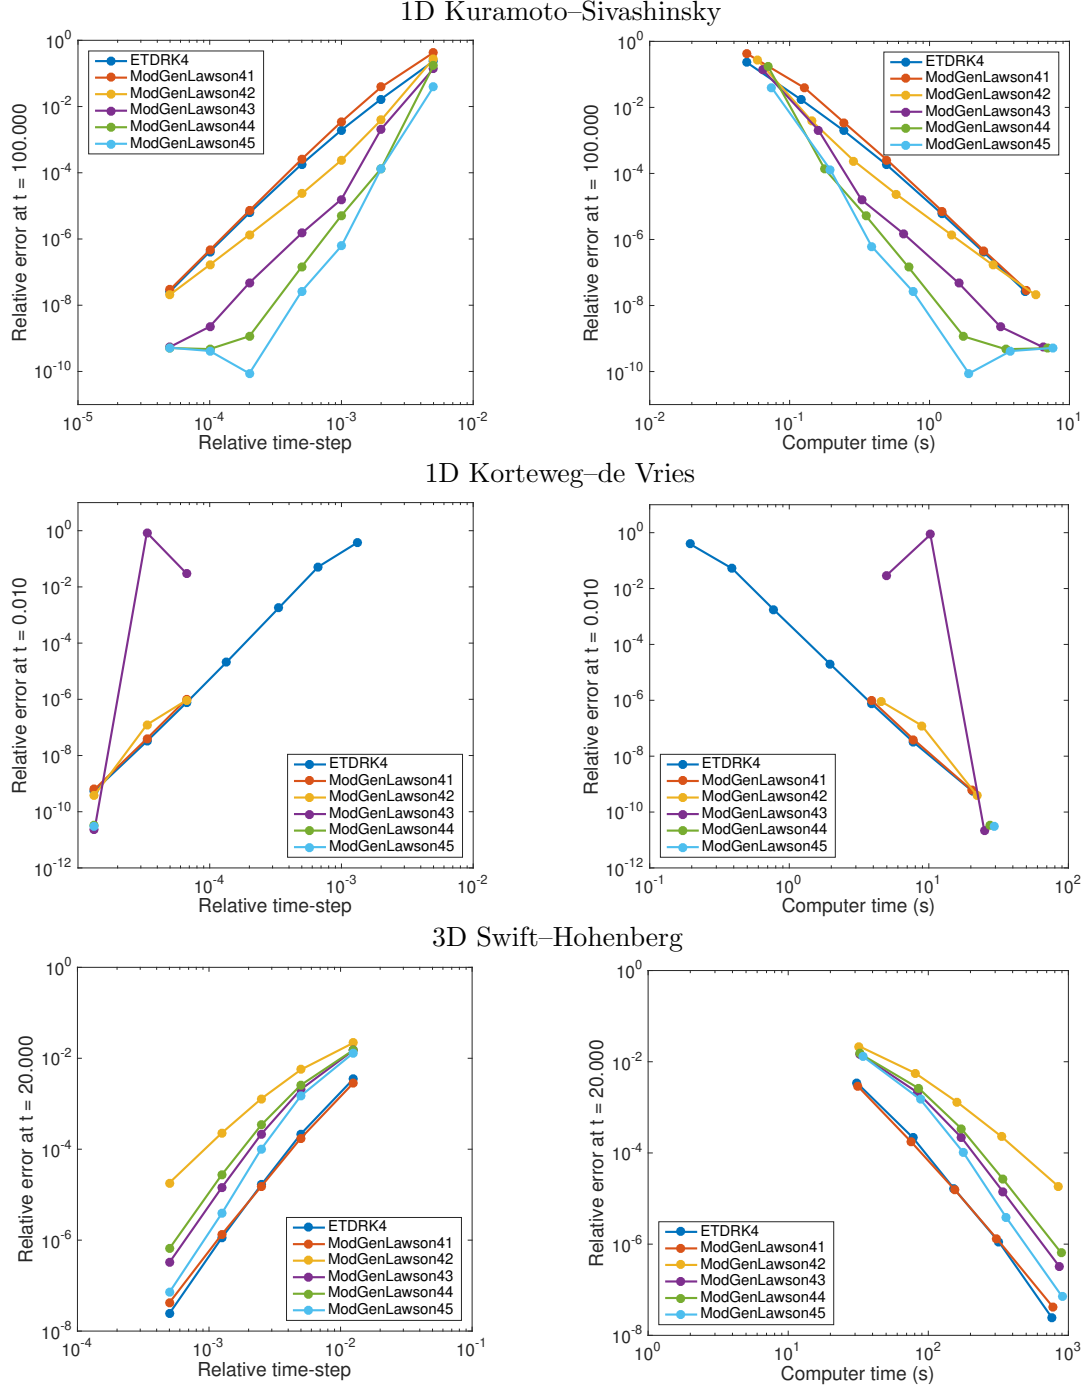 1D Kuramoto–Sivashinsky
10^0
10^-2
10^-4
10^-6
10^-8
10^-10
Relative error at t = 100.000
ETDRK4
ModGenLawson41
ModGenLawson42
ModGenLawson43
ModGenLawson44
ModGenLawson45
10^-5
10^-4
10^-3
10^-2
Relative time-step
10^0
10^-2
10^-4
10^-6
10^-8
10^-10
Relative error at t = 100.000
ETDRK4
ModGenLawson41
ModGenLawson42
ModGenLawson43
ModGenLawson44
ModGenLawson45
10^-2
10^-1
10^0
10^1
Computer time (s)
1D Korteweg–de Vries
10^0
10^-2
10^-4
10^-6
10^-8
10^-10
10^-12
Relative error at t = 0.010
ETDRK4
ModGenLawson41
ModGenLawson42
ModGenLawson43
ModGenLawson44
ModGenLawson45
10^-4
10^-3
10^-2
Relative time-step
10^0
10^-2
10^-4
10^-6
10^-8
10^-10
10^-12
Relative error at t = 0.010
ETDRK4
ModGenLawson41
ModGenLawson42
ModGenLawson43
ModGenLawson44
ModGenLawson45
10^-1
10^0
10^1
10^2
Computer time (s)
3D Swift–Hohenberg
10^0
10^-2
10^-4
10^-6
10^-8
Relative error at t = 20.000
ETDRK4
ModGenLawson41
ModGenLawson42
ModGenLawson43
ModGenLawson44
ModGenLawson45
10^-4
10^-3
10^-2
10^-1
Relative time-step
10^0
10^-2
10^-4
10^-6
10^-8
Relative error at t = 20.000
ETDRK4
ModGenLawson41
ModGenLawson42
ModGenLawson43
ModGenLawson44
ModGenLawson45
10^0
10^1
10^2
10^3
Computer time (s)